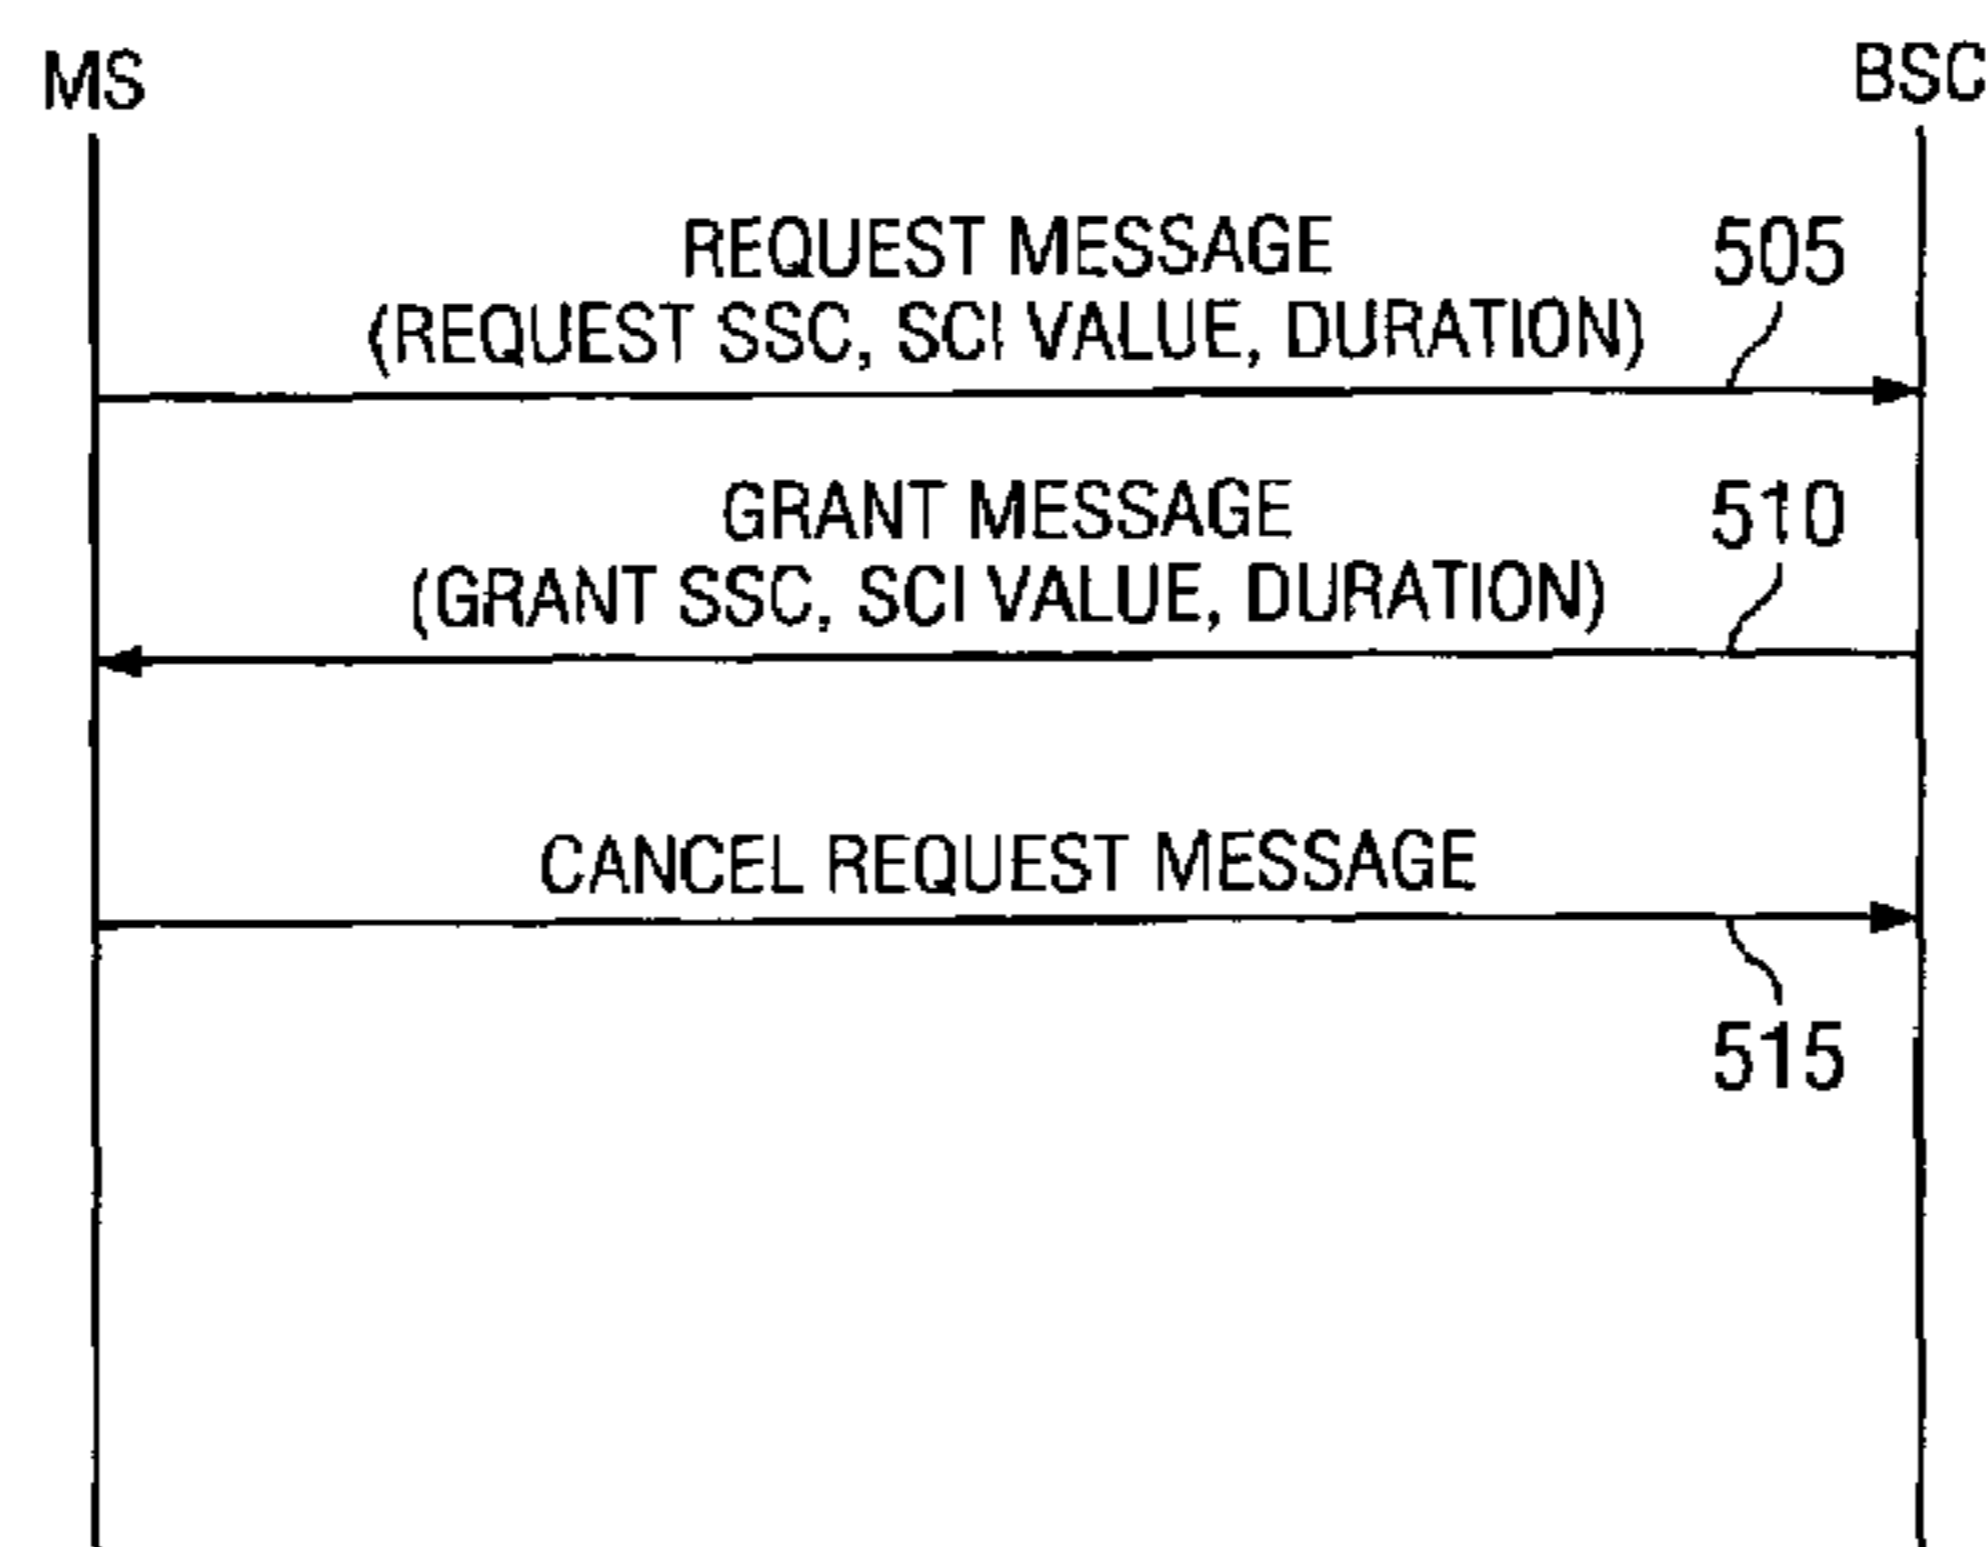 MS
BSC
REQUEST MESSAGE
(REQUEST SSC, SCI VALUE, DURATION)
505
GRANT MESSAGE
(GRANT SSC, SCI VALUE, DURATION)
510
CANCEL REQUEST MESSAGE
515